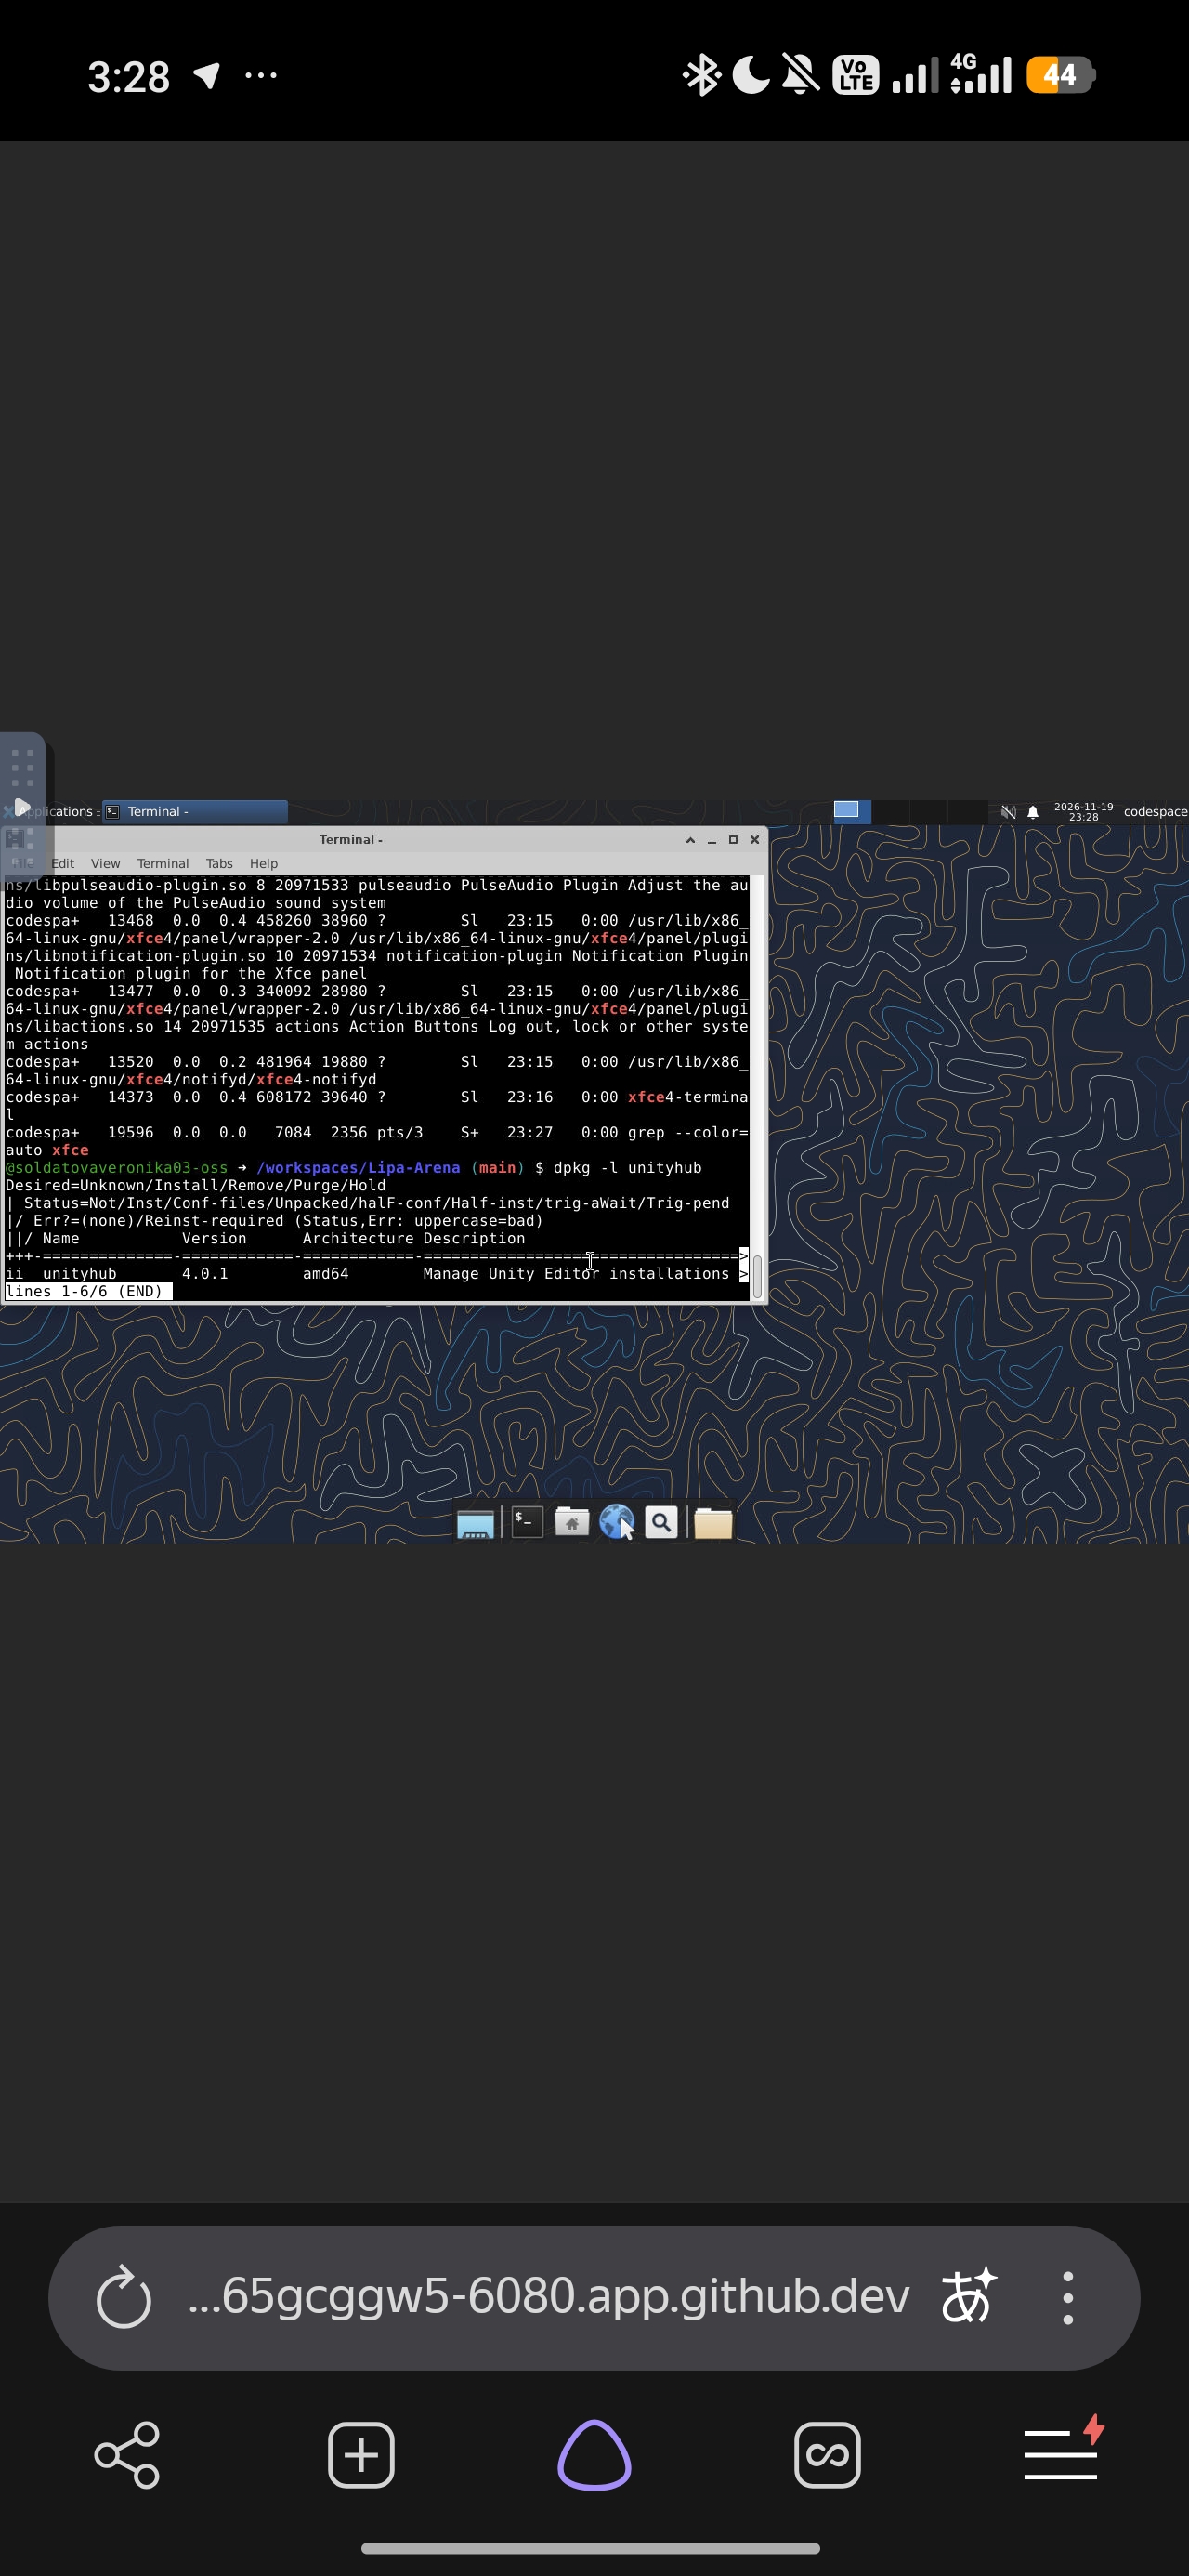 3:28
Vo LTE
4G
44
Applications
Terminal -
2026-11-19
23:28
codespace
Terminal -
Edit View Terminal Tabs Help
ns/libpulseaudio-plugin.so 8 20971533 pulseaudio PulseAudio Plugin Adjust the au
dio volume of the PulseAudio sound system
codespa+   13468  0.0  0.4 458260 38960 ?        Sl   23:15   0:00 /usr/lib/x86_
64-linux-gnu/xfce4/panel/wrapper-2.0 /usr/lib/x86_64-linux-gnu/xfce4/panel/plugi
ns/libnotification-plugin.so 10 20971534 notification-plugin Notification Plugin
 Notification plugin for the Xfce panel
codespa+   13477  0.0  0.3 340092 28980 ?        Sl   23:15   0:00 /usr/lib/x86_
64-linux-gnu/xfce4/panel/wrapper-2.0 /usr/lib/x86_64-linux-gnu/xfce4/panel/plugi
ns/libactions.so 14 20971535 actions Action Buttons Log out, lock or other syste
m actions
codespa+   13520  0.0  0.2 481964 19880 ?        Sl   23:15   0:00 /usr/lib/x86_
64-linux-gnu/xfce4/notifyd/xfce4-notifyd
codespa+   14373  0.0  0.4 608172 39640 ?        Sl   23:16   0:00 xfce4-termina
l
codespa+   19596  0.0  0.0   7084  2356 pts/3    S+   23:27   0:00 grep --color=
auto xfce
@soldatovaveronika03-oss ➜ /workspaces/Lipa-Arena (main) $ dpkg -l unityhub
Desired=Unknown/Install/Remove/Purge/Hold
| Status=Not/Inst/Conf-files/Unpacked/halF-conf/Half-inst/trig-aWait/Trig-pend
|/ Err?=(none)/Reinst-required (Status,Err: uppercase=bad)
||/ Name           Version      Architecture Description
+++-==============-============-============-==================================>
ii  unityhub       4.0.1        amd64        Manage Unity Editor installations >
lines 1-6/6 (END)
...65gcggw5-6080.app.github.dev
あ